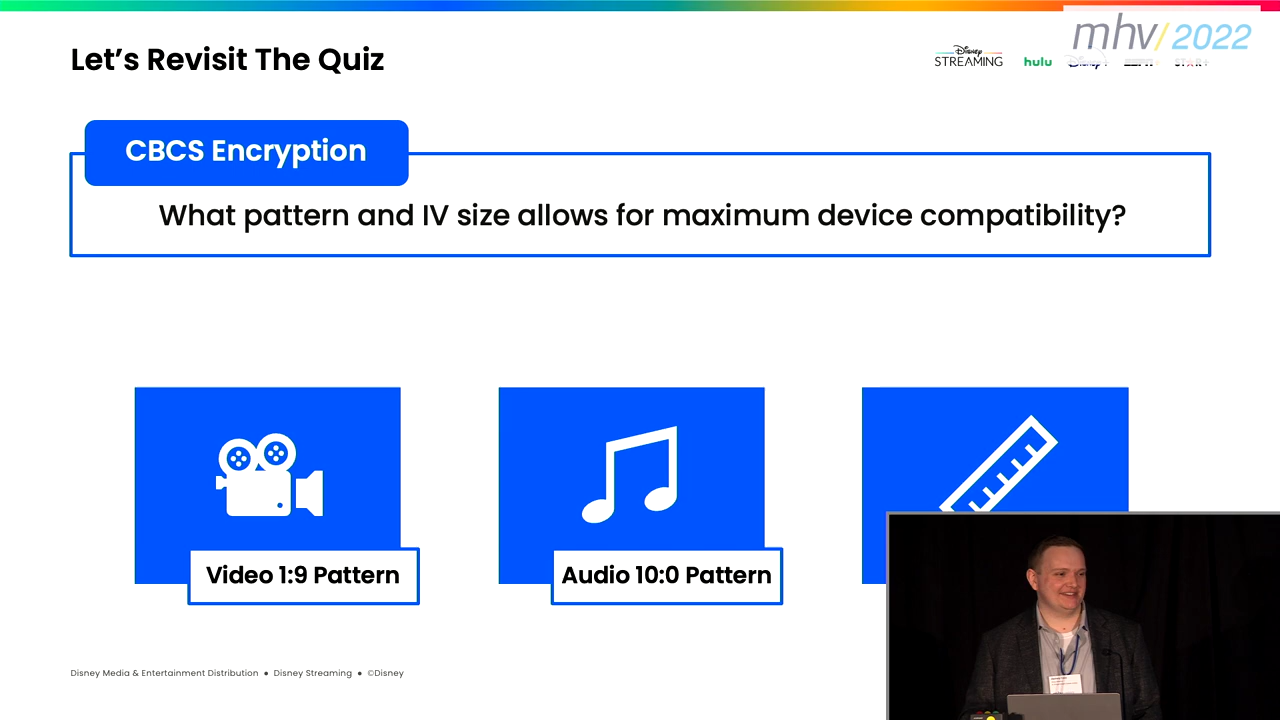 mhv/2022
Let's Revisit The Quiz
Disney STREAMING
hulu
Disney+
CBCS Encryption
What pattern and IV size allows for maximum device compatibility?
Video 1:9 Pattern
Audio 10:0 Pattern
Disney Media & Entertainment Distribution • Disney Streaming • ©Disney